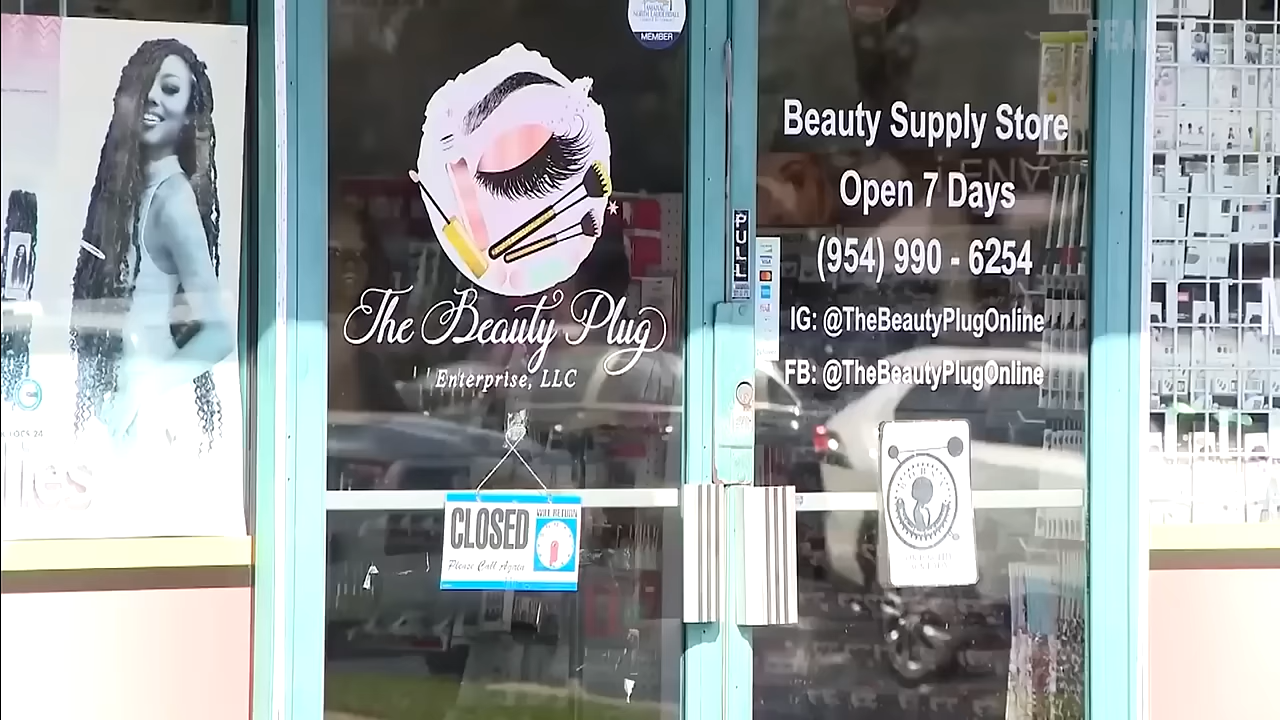 MEMBER
The Beauty Plug
Enterprise, LLC
CLOSED
WILL RETURN
Please Call Again
PULL
Beauty Supply Store
Open 7 Days
(954) 990 - 6254
IG: @TheBeautyPlugOnline
FB: @TheBeautyPlugOnline